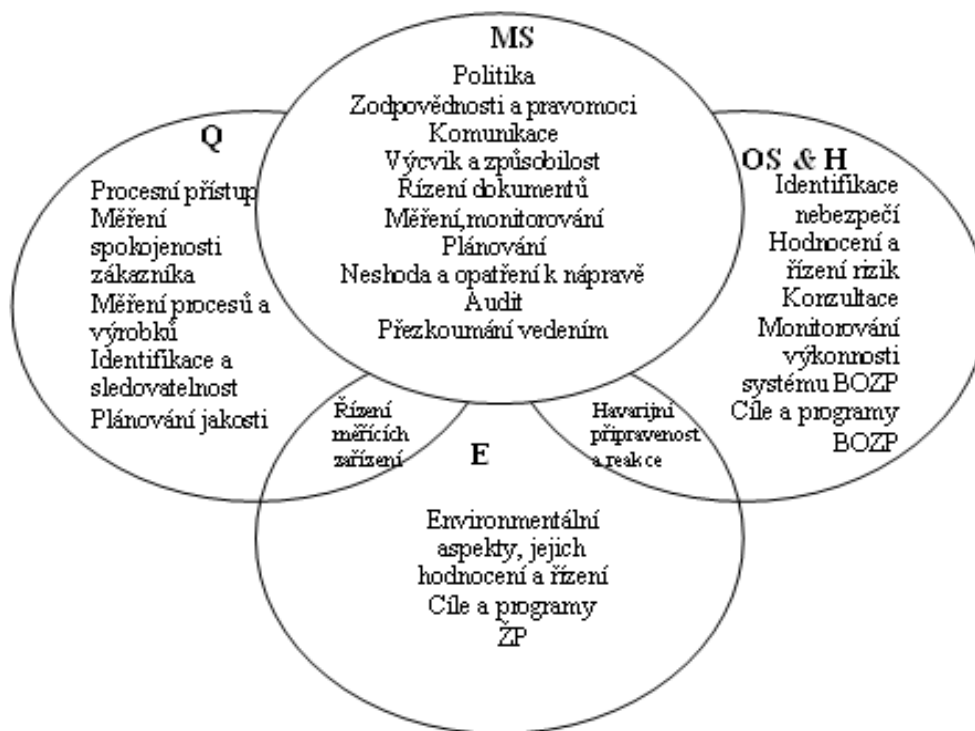 MS
Politika
Zodpovědnosti a pravomoci
Komunikace
Výcvik a způsobilost
Řízení dokumentů
Měření,monitorování
Plánování
Neshoda a opatření k nápravě
Audit
Přezkoumání vedením
Q
Procesní přístup
Měření
spokojenosti
zákazníka
Měření procesů a
výrobků
Identifikace a
sledovatelnost
Plánování jakosti
OS & H
Identifikace
nebezpečí
Hodnocení a
řízení rizik
Konzultace
Monitorování
výkonnosti
systému BOZP
Cíle a programy
BOZP
Řízení
měřících
zařízení
Havarijní
připravenost
a reakce
E
Environmentální
aspekty, jejich
hodnocení a řízení
Cíle a programy
ŽP